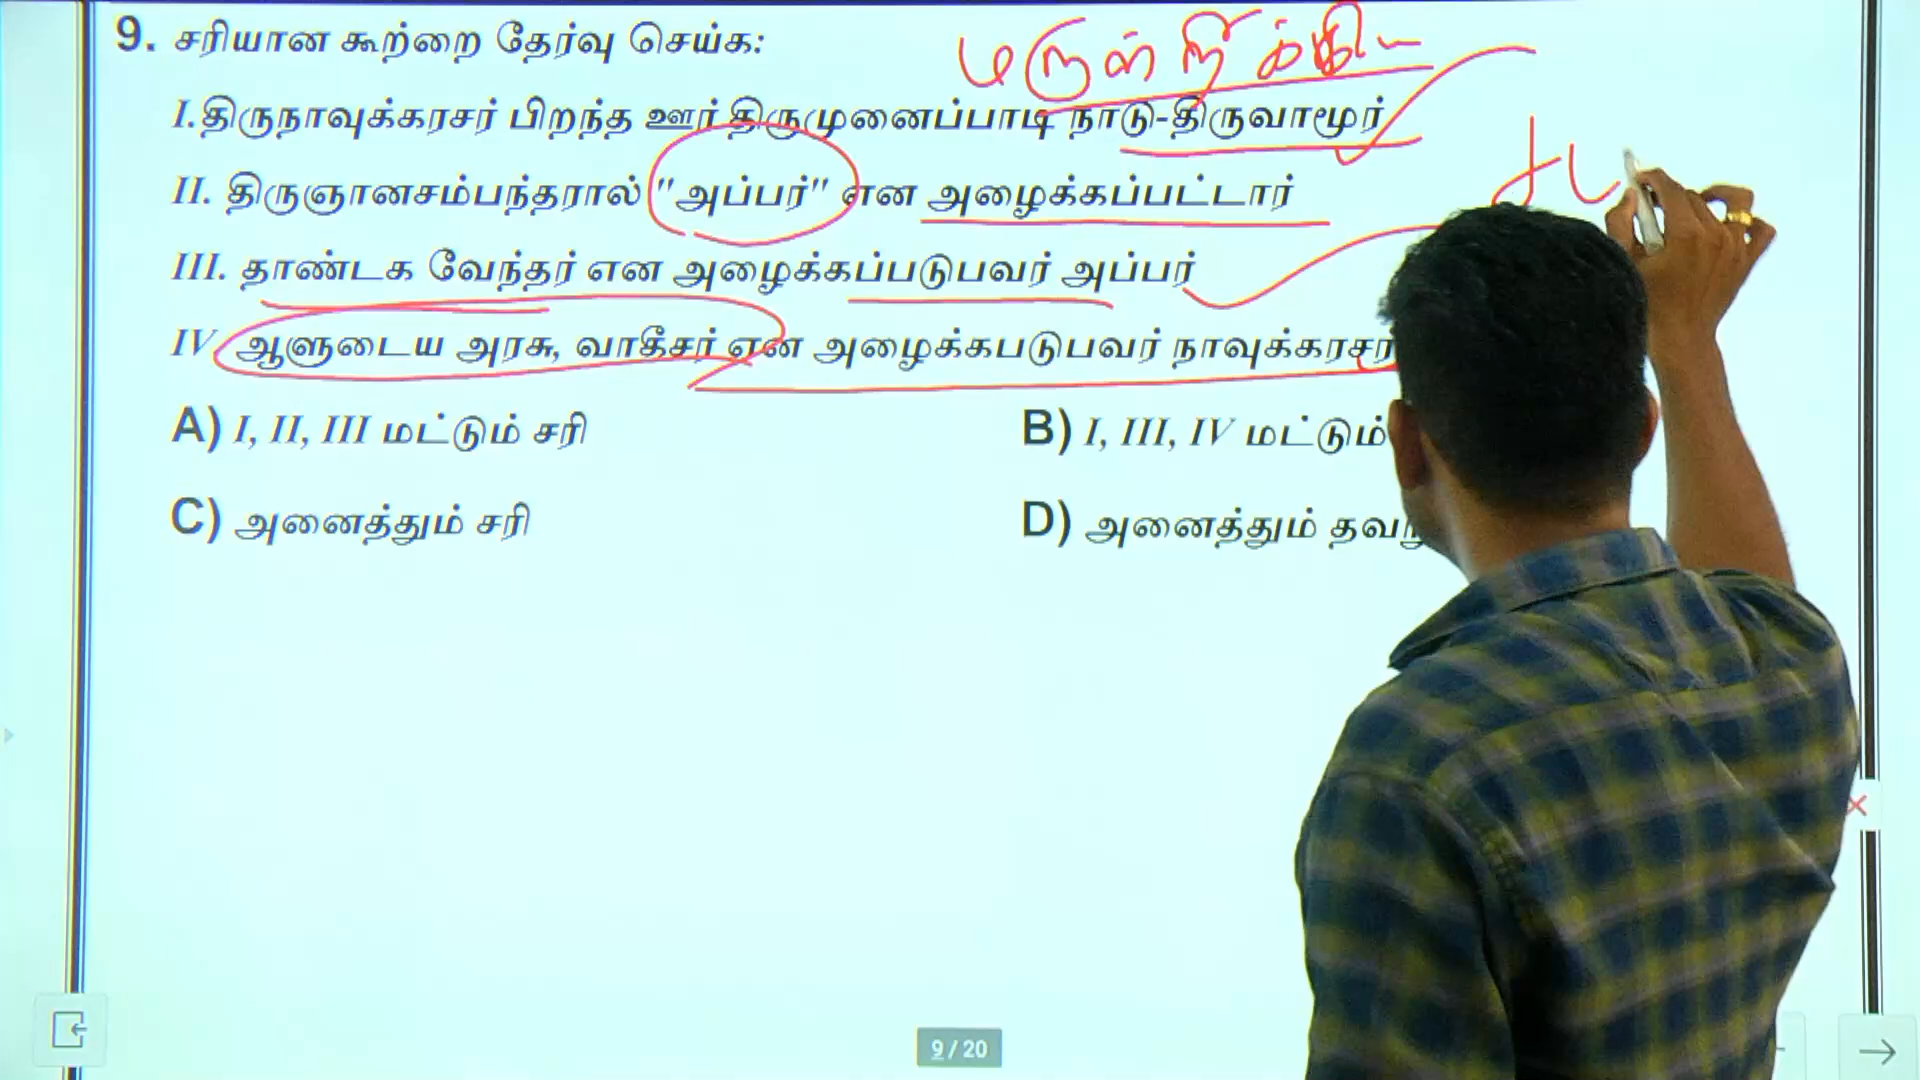 9. சரியான கூற்றை தேர்வு செய்க:
மருள் நீக்கி
I.திருநாவுக்கரசர் பிறந்த ஊர் திருமுனைப்பாடி நாடு-திருவாமூர்
II. திருஞானசம்பந்தரால் "அப்பர்" என அழைக்கப்பட்டார்
III. தாண்டக வேந்தர் என அழைக்கப்படுபவர் அப்பர்
IV ஆளுடைய அரசு, வாகீசர் என அழைக்கபடுபவர் நாவுக்கரசர்
A) I, II, III மட்டும் சரி
B) I, III, IV மட்டும்
C) அனைத்தும் சரி
D) அனைத்தும்
9 / 20